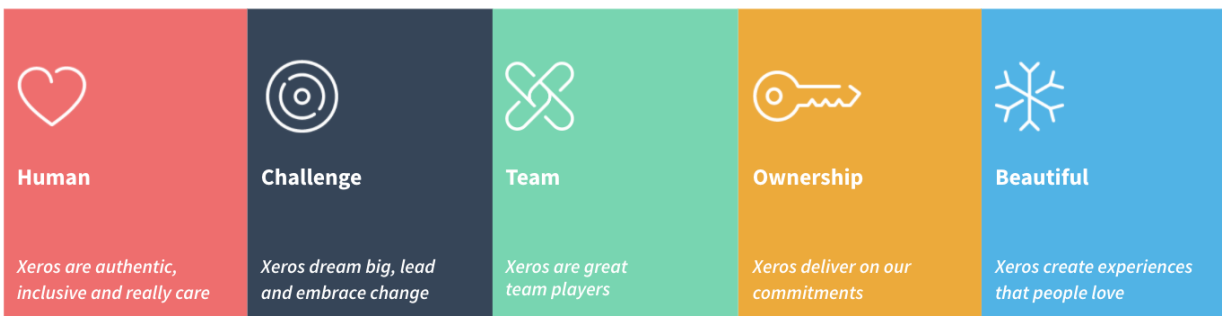 Human
Xeros are authentic,
inclusive and really care
Challenge
Xeros dream big, lead
and embrace change
Team
Xeros are great
team players
Ownership
Xeros deliver on our
commitments
Beautiful
Xeros create experiences
that people love